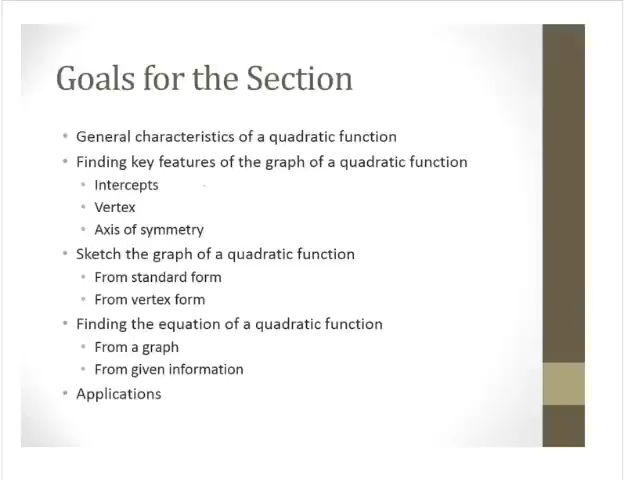 Goals for the Section
• General characteristics of a quadratic function
• Finding key features of the graph of a quadratic function
• Intercepts
• Vertex
• Axis of symmetry
• Sketch the graph of a quadratic function
• From standard form
• From vertex form
• Finding the equation of a quadratic function
• From a graph
• From given information
• Applications